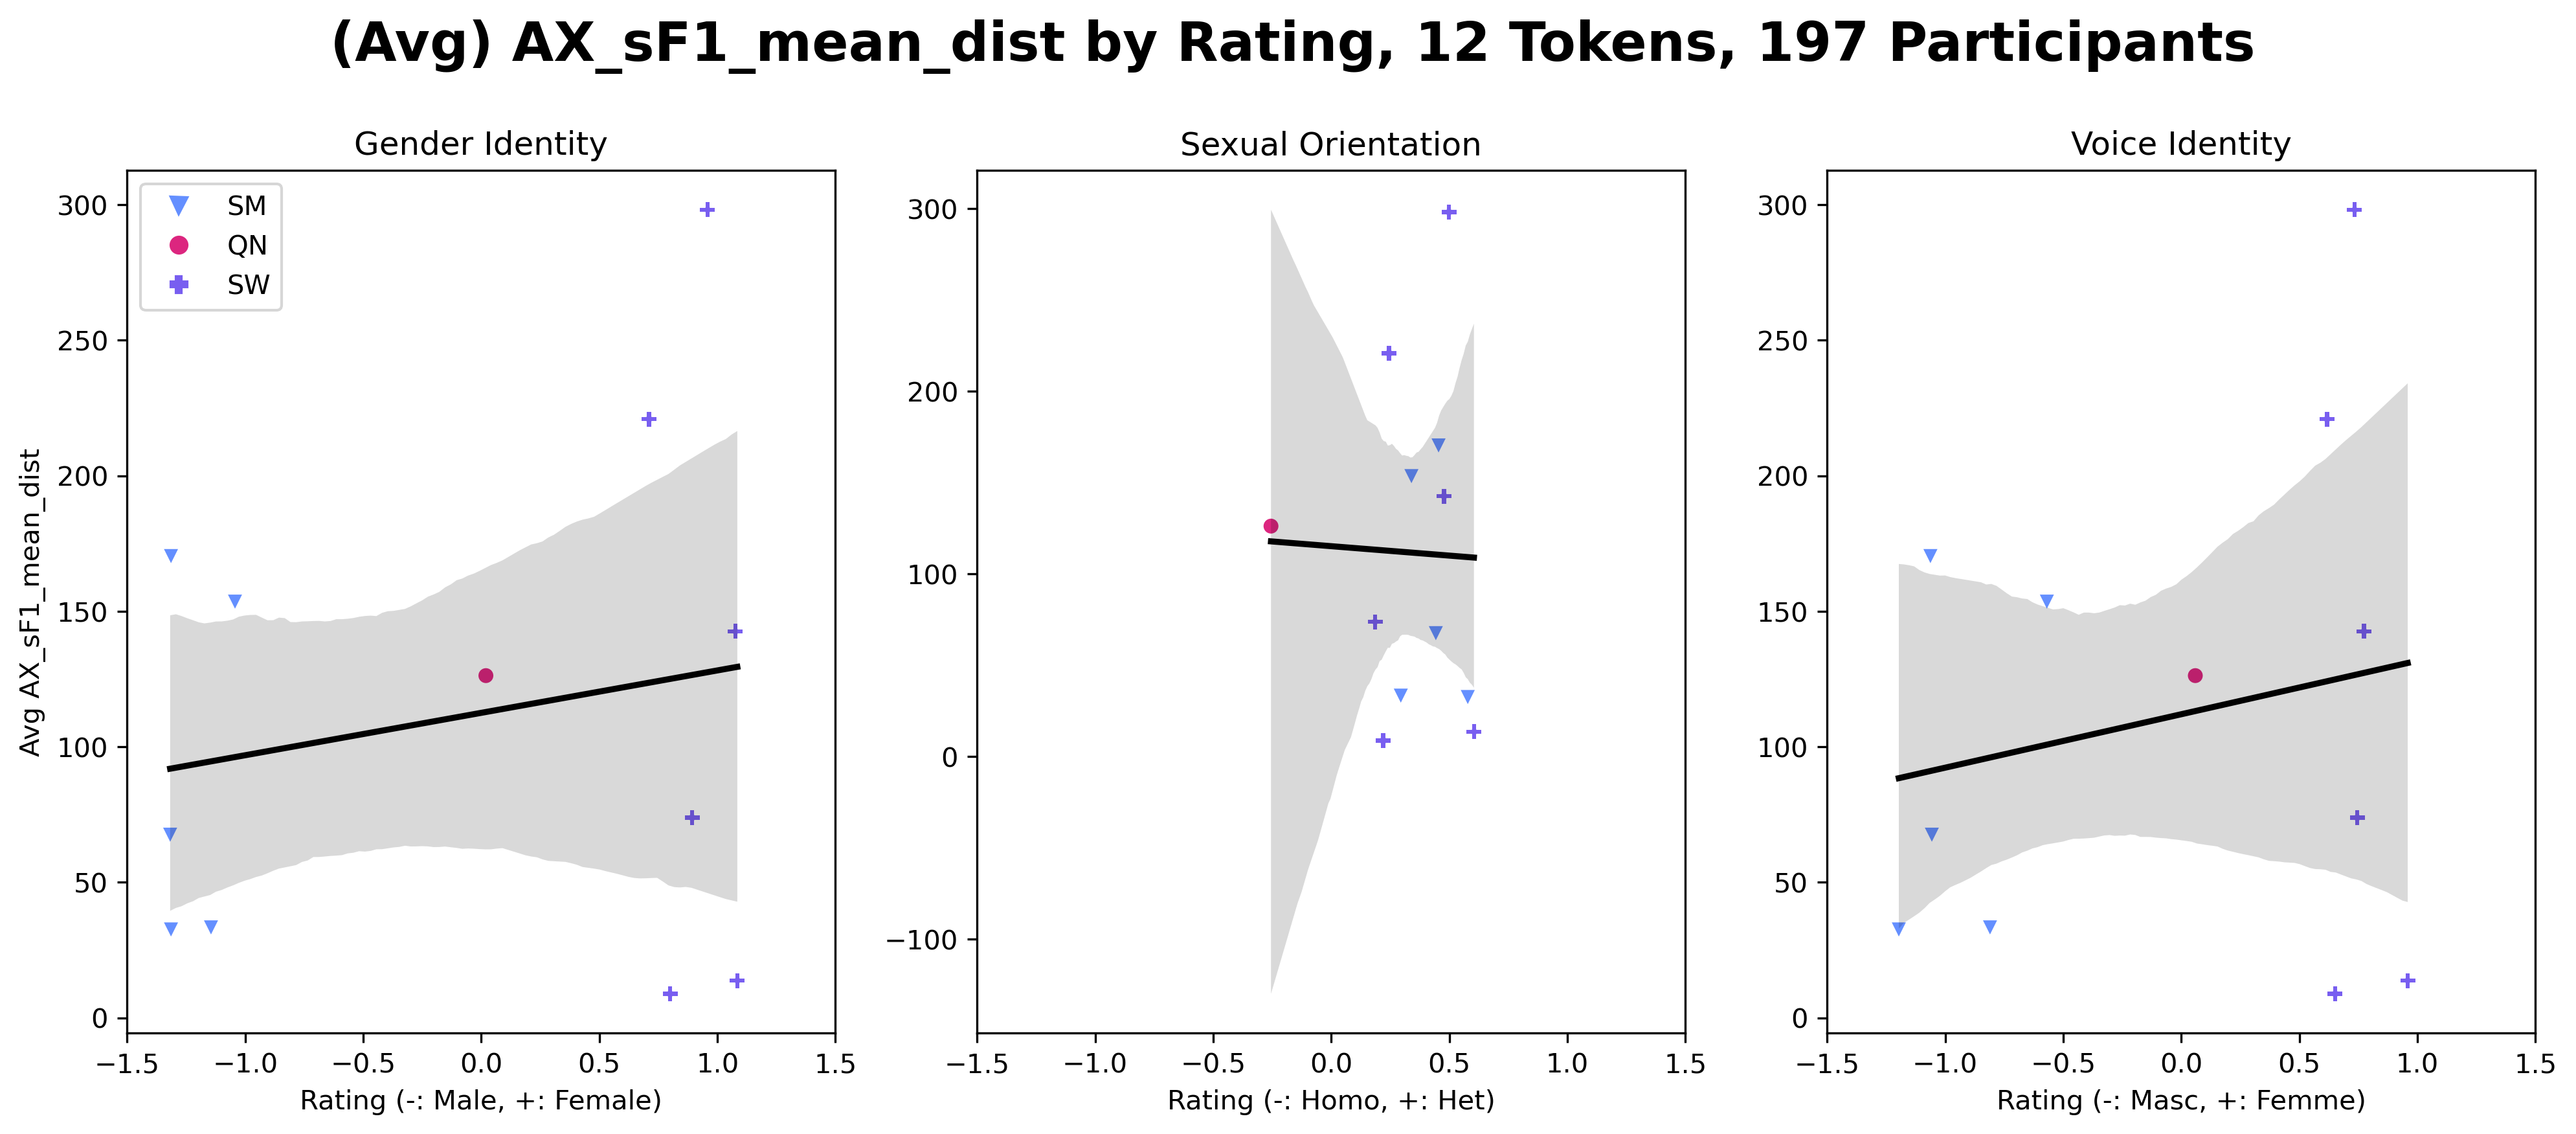 (Avg) AX_sF1_mean_dist by Rating, 12 Tokens, 197 Participants
Gender Identity
Sexual Orientation
Voice Identity
SM
QN
SW
Avg AX_sF1_mean_dist
300
250
200
150
100
50
0
−1.5 −1.0 −0.5 0.0 0.5 1.0 1.5
Rating (-: Male, +: Female)
300
200
100
0
−100
−1.5 −1.0 −0.5 0.0 0.5 1.0 1.5
Rating (-: Homo, +: Het)
300
250
200
150
100
50
0
−1.5 −1.0 −0.5 0.0 0.5 1.0 1.5
Rating (-: Masc, +: Femme)